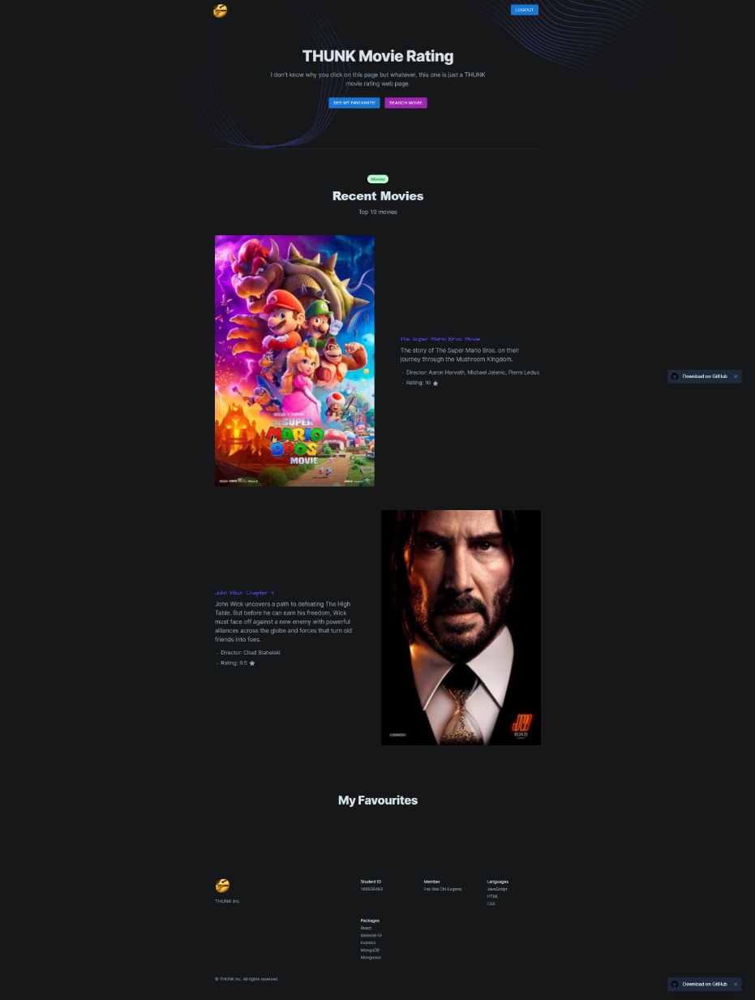 LOGOUT
THUNK Movie Rating
I don't know why you click on this page but whatever, this one is just a THUNK
movie rating web page.
SEE MY FAVOURITE
SEARCH MOVIE
Movies
Recent Movies
Top 10 movies
THE SUPER
MARIO
BROS
MOVIE
The Super Mario Bros. Movie
The story of The Super Mario Bros. on their
journey through the Mushroom Kingdom.
- Director: Aaron Horvath, Michael Jelenic, Pierre Leduc
- Rating: 10
Download on GitHub ×
John Wick: Chapter 4
John Wick uncovers a path to defeating The High
Table. But before he can earn his freedom, Wick
must face off against a new enemy with powerful
alliances across the globe and forces that turn old
friends into foes.
- Director: Chad Stahelski
- Rating: 9.5
JW
03.24.23
My Favourites
THUNK Inc.
Student ID
Member
Fok Wai Chi Eugene
Languages
JavaScript
HTML
CSS
Packages
React
Material-UI
Express
MongoDB
Mongoose
© THUNK Inc. All rights reserved.
Download on GitHub ×